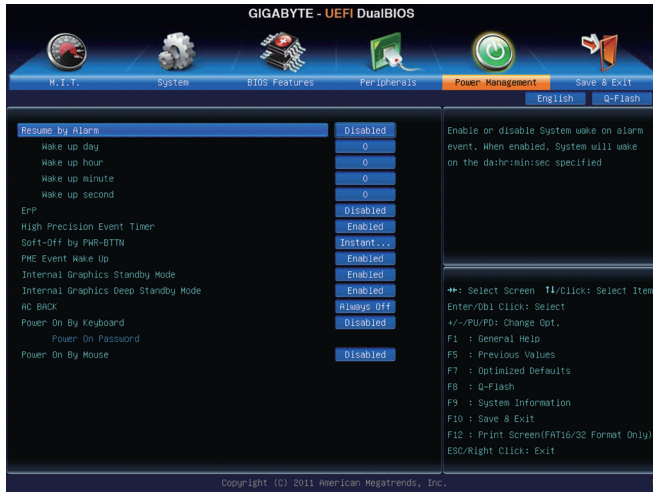 GIGABYTE - UEFI DualBIOS
M.I.T. System BIOS Features Peripherals Power Management Save & Exit
English Q-Flash
Resume by Alarm Disabled
Wake up day 0
Wake up hour 0
Wake up minute 0
Wake up second 0
ErP Disabled
High Precision Event Timer Enabled
Soft-Off by PWR-BTTN Instant...
PME Event Wake Up Enabled
Internal Graphics Standby Mode Enabled
Internal Graphics Deep Standby Mode Enabled
AC BACK Always Off
Power On By Keyboard Disabled
Power On Password
Power On By Mouse Disabled
Enable or disable System wake on alarm
event. When enabled, System will wake
on the da:hr:min:sec specified
→←: Select Screen ↑↓/Click: Select Item
Enter/Dbl Click: Select
+/-/PU/PD: Change Opt.
F1 : General Help
F5 : Previous Values
F7 : Optimized Defaults
F8 : Q-Flash
F9 : System Information
F10 : Save & Exit
F12 : Print Screen(FAT16/32 Format Only)
ESC/Right Click: Exit
Copyright (C) 2011 American Megatrends, Inc.